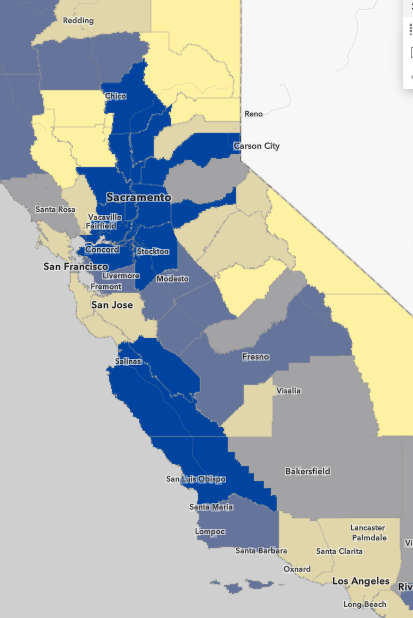 Redding
Chico
Reno
Carson City
Sacramento
Santa Rosa
Vacaville
Fairfield
Concord
Stockton
San Francisco
Livermore
Modesto
Fremont
San Jose
Fresno
Salinas
Visalia
Bakersfield
San Luis Obispo
Santa Maria
Lancaster
Palmdale
Lompoc
Santa Barbara
Santa Clarita
Oxnard
Los Angeles
Long Beach
Vi
Riv